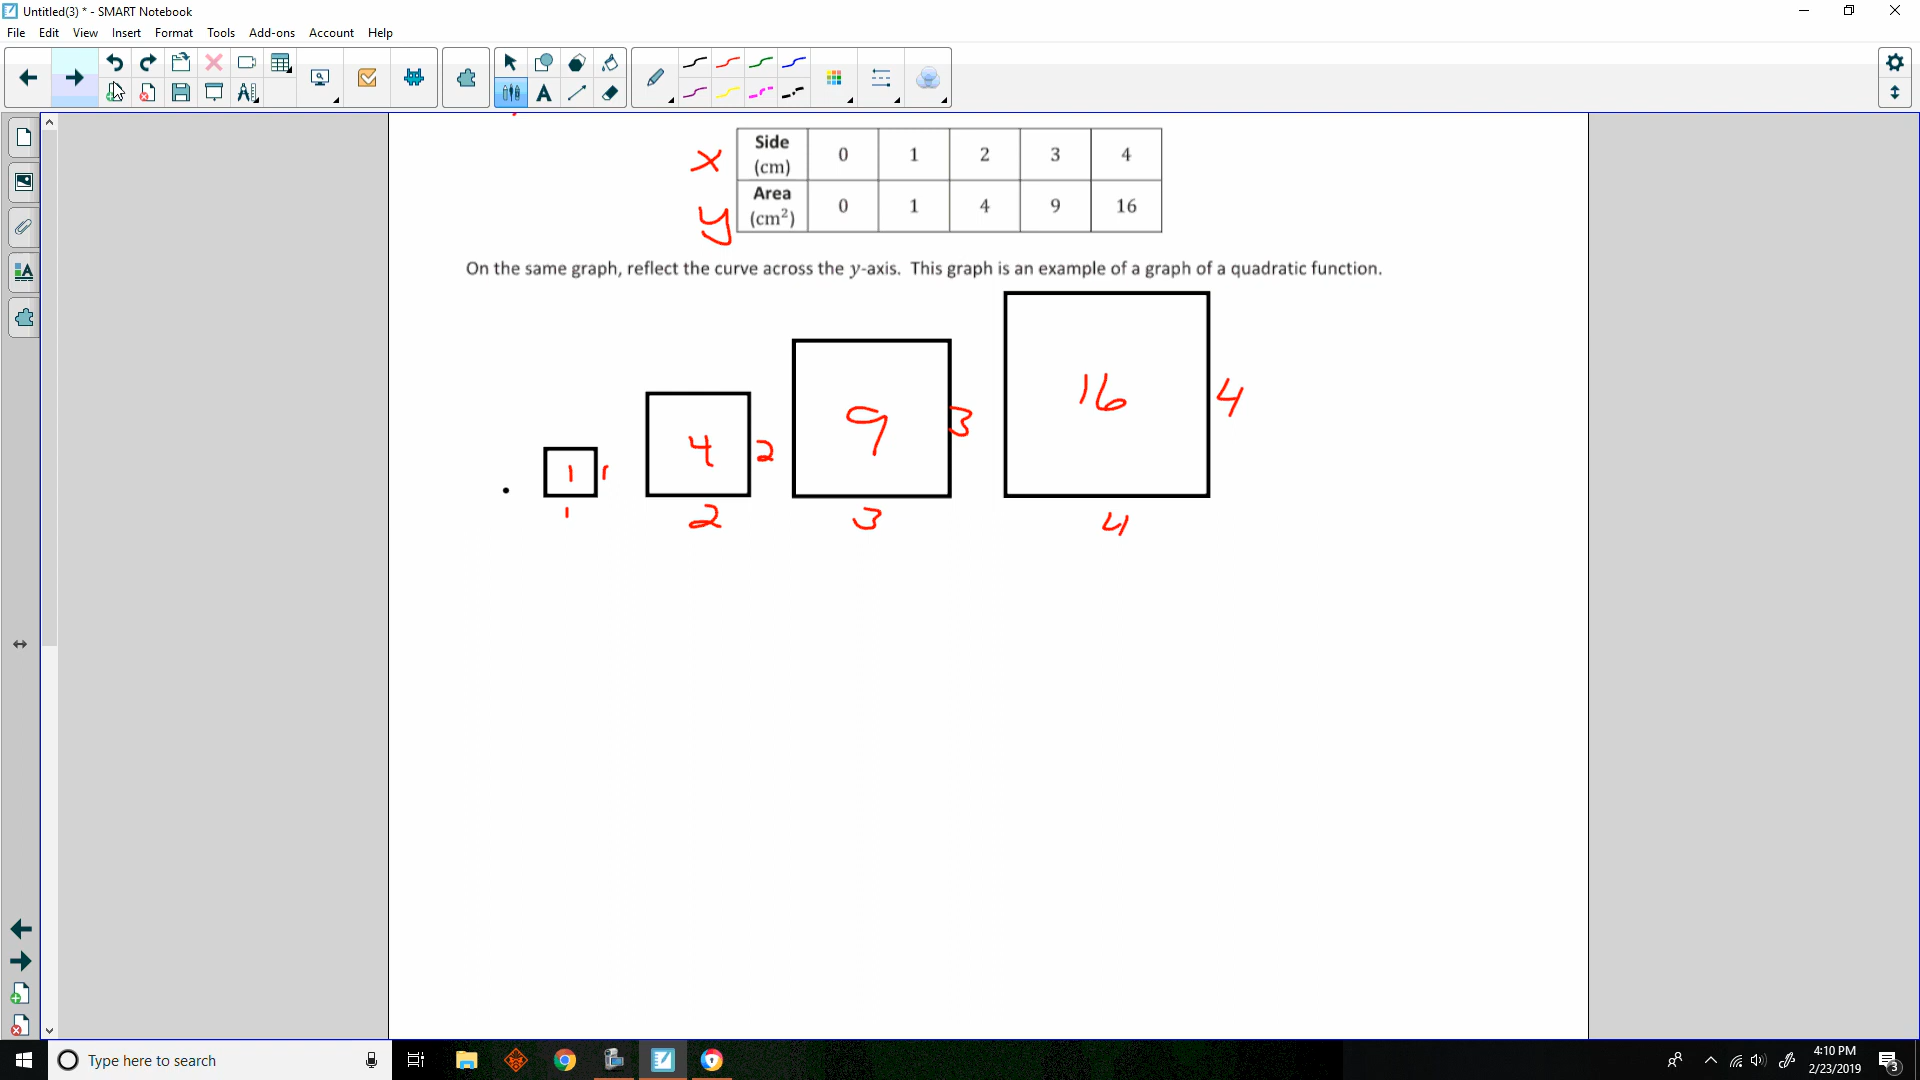 Untitled(3) * - SMART Notebook
File Edit View Insert Format Tools Add-ons Account Help
x Side (cm) 0 1 2 3 4
y Area (cm²) 0 1 4 9 16
On the same graph, reflect the curve across the y-axis. This graph is an example of a graph of a quadratic function.
1 1 4 2 9 3 16 4
1 2 3 4
Type here to search
4:10 PM
2/23/2019
3